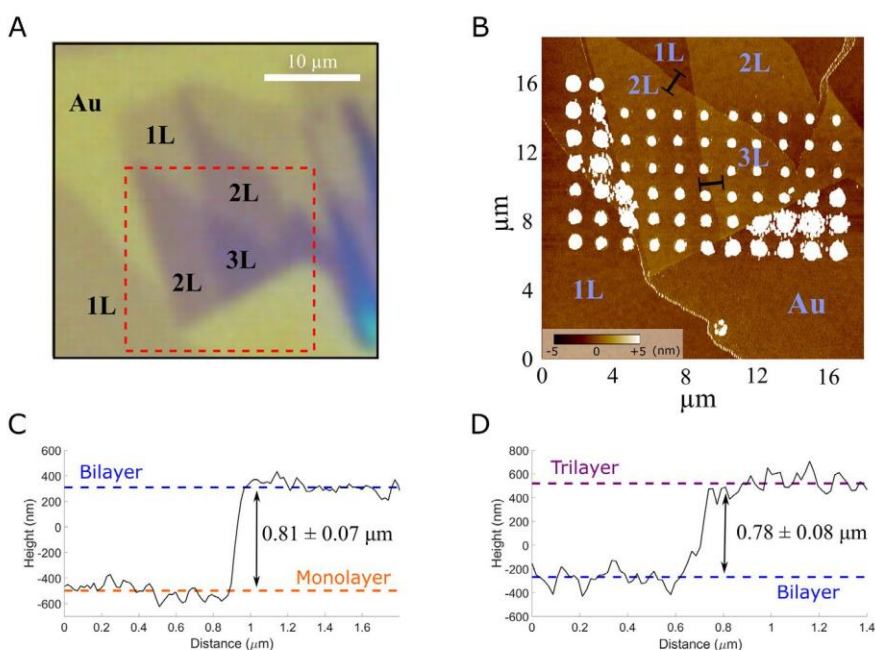 A
10 µm
Au
1L
2L
3L
2L
1L
B
1L
2L
2L
3L
1L
Au
-5 0 +5 (nm)
16
12
8
4
0
µm
0 4 8 12 16
µm
C
600
400
200
0
-200
-400
-600
Height (nm)
Bilayer
0.81 ± 0.07 µm
Monolayer
0 0.2 0.4 0.6 0.8 1 1.2 1.4 1.6
Distance (µm)
D
800
600
400
200
0
-200
-400
-600
Height (nm)
Trilayer
0.78 ± 0.08 µm
Bilayer
0 0.2 0.4 0.6 0.8 1 1.2 1.4
Distance (µm)